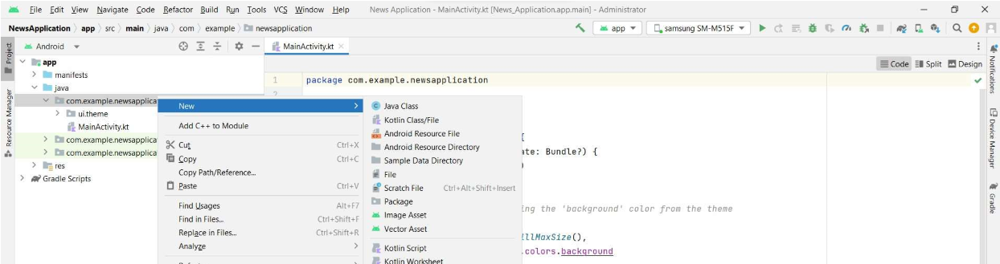 File Edit View Navigate Code Refactor Build Run Tools VCS Window Help News Application - MainActivity.kt [News_Application.app.main] - Administrator
NewsApplication app src main java com example newsapplication app samsung SM-M515F
Project
Android
MainActivity.kt
Code Split Design
Notifications
app
manifests
java
com.example.newsapplica
ui.theme
MainActivity.kt
com.example.newsapplica
com.example.newsapplica
res
Gradle Scripts
Resource Manager
1 package com.example.newsapplication
2
New
Add C++ to Module
Cut Ctrl+X
Copy Ctrl+C
Copy Path/Reference...
Paste Ctrl+V
Find Usages Alt+F7
Find in Files... Ctrl+Shift+F
Replace in Files... Ctrl+Shift+R
Analyze
Java Class
Kotlin Class/File
Android Resource File
Android Resource Directory
Sample Data Directory
File
Scratch File Ctrl+Alt+Shift+Insert
Package
Image Asset
Vector Asset
Kotlin Script
Kotlin Worksheet
{
ate: Bundle?) {
)
ing the 'background' color from the theme
illMaxSize(),
.colors.background
Device Manager
Gradle